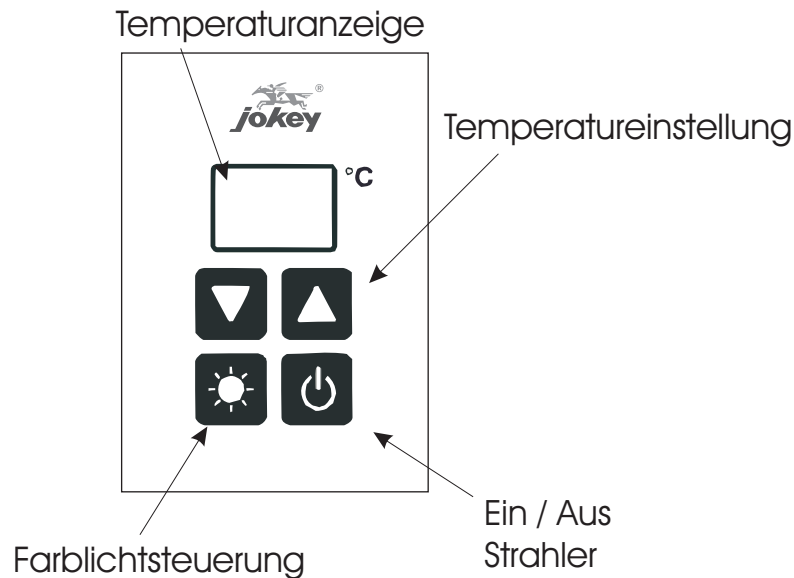 Temperaturanzeige
jokey®
Temperatureinstellung
°C
Ein / Aus
Strahler
Farblichtsteuerung